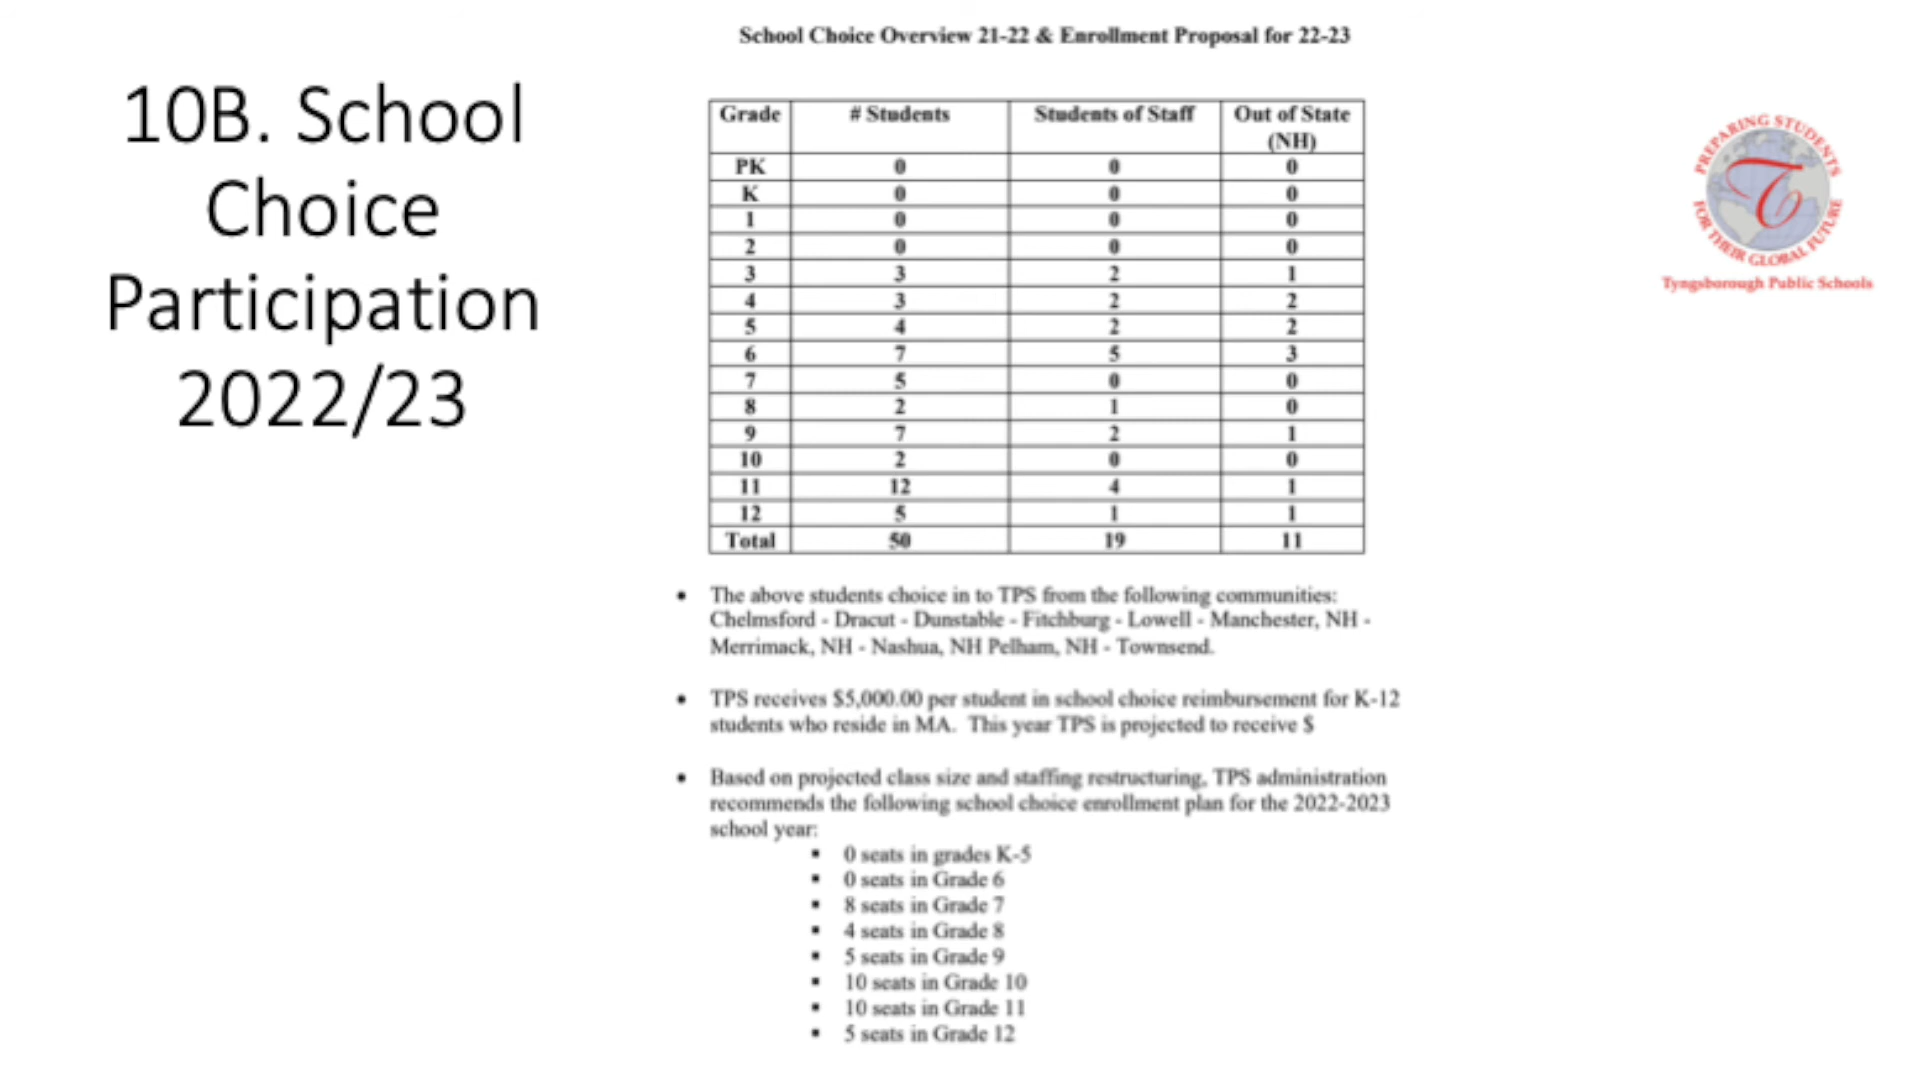 10B. School
Choice
Participation
2022/23
School Choice Overview 21-22 & Enrollment Proposal for 22-23
Grade # Students Students of Staff Out of State
(NH)
PK 0 0 0
K 0 0 0
1 0 0 0
2 0 0 0
3 3 2 1
4 3 2 2
5 4 2 2
6 7 5 3
7 5 0 0
8 2 1 0
9 7 2 1
10 2 0 0
11 12 4 1
12 5 1 1
Total 50 19 11
• The above students choice in to TPS from the following communities:
Chelmsford - Dracut - Dunstable - Fitchburg - Lowell - Manchester, NH -
Merrimack, NH - Nashua, NH Pelham, NH - Townsend.
• TPS receives $5,000.00 per student in school choice reimbursement for K-12
students who reside in MA. This year TPS is projected to receive $
• Based on projected class size and staffing restructuring, TPS administration
recommends the following school choice enrollment plan for the 2022-2023
school year:
▪ 0 seats in grades K-5
▪ 0 seats in Grade 6
▪ 8 seats in Grade 7
▪ 4 seats in Grade 8
▪ 5 seats in Grade 9
▪ 10 seats in Grade 10
▪ 10 seats in Grade 11
▪ 5 seats in Grade 12
PREPARING STUDENTS
T
FOR THEIR GLOBAL FUTURE
Tyngsborough Public Schools